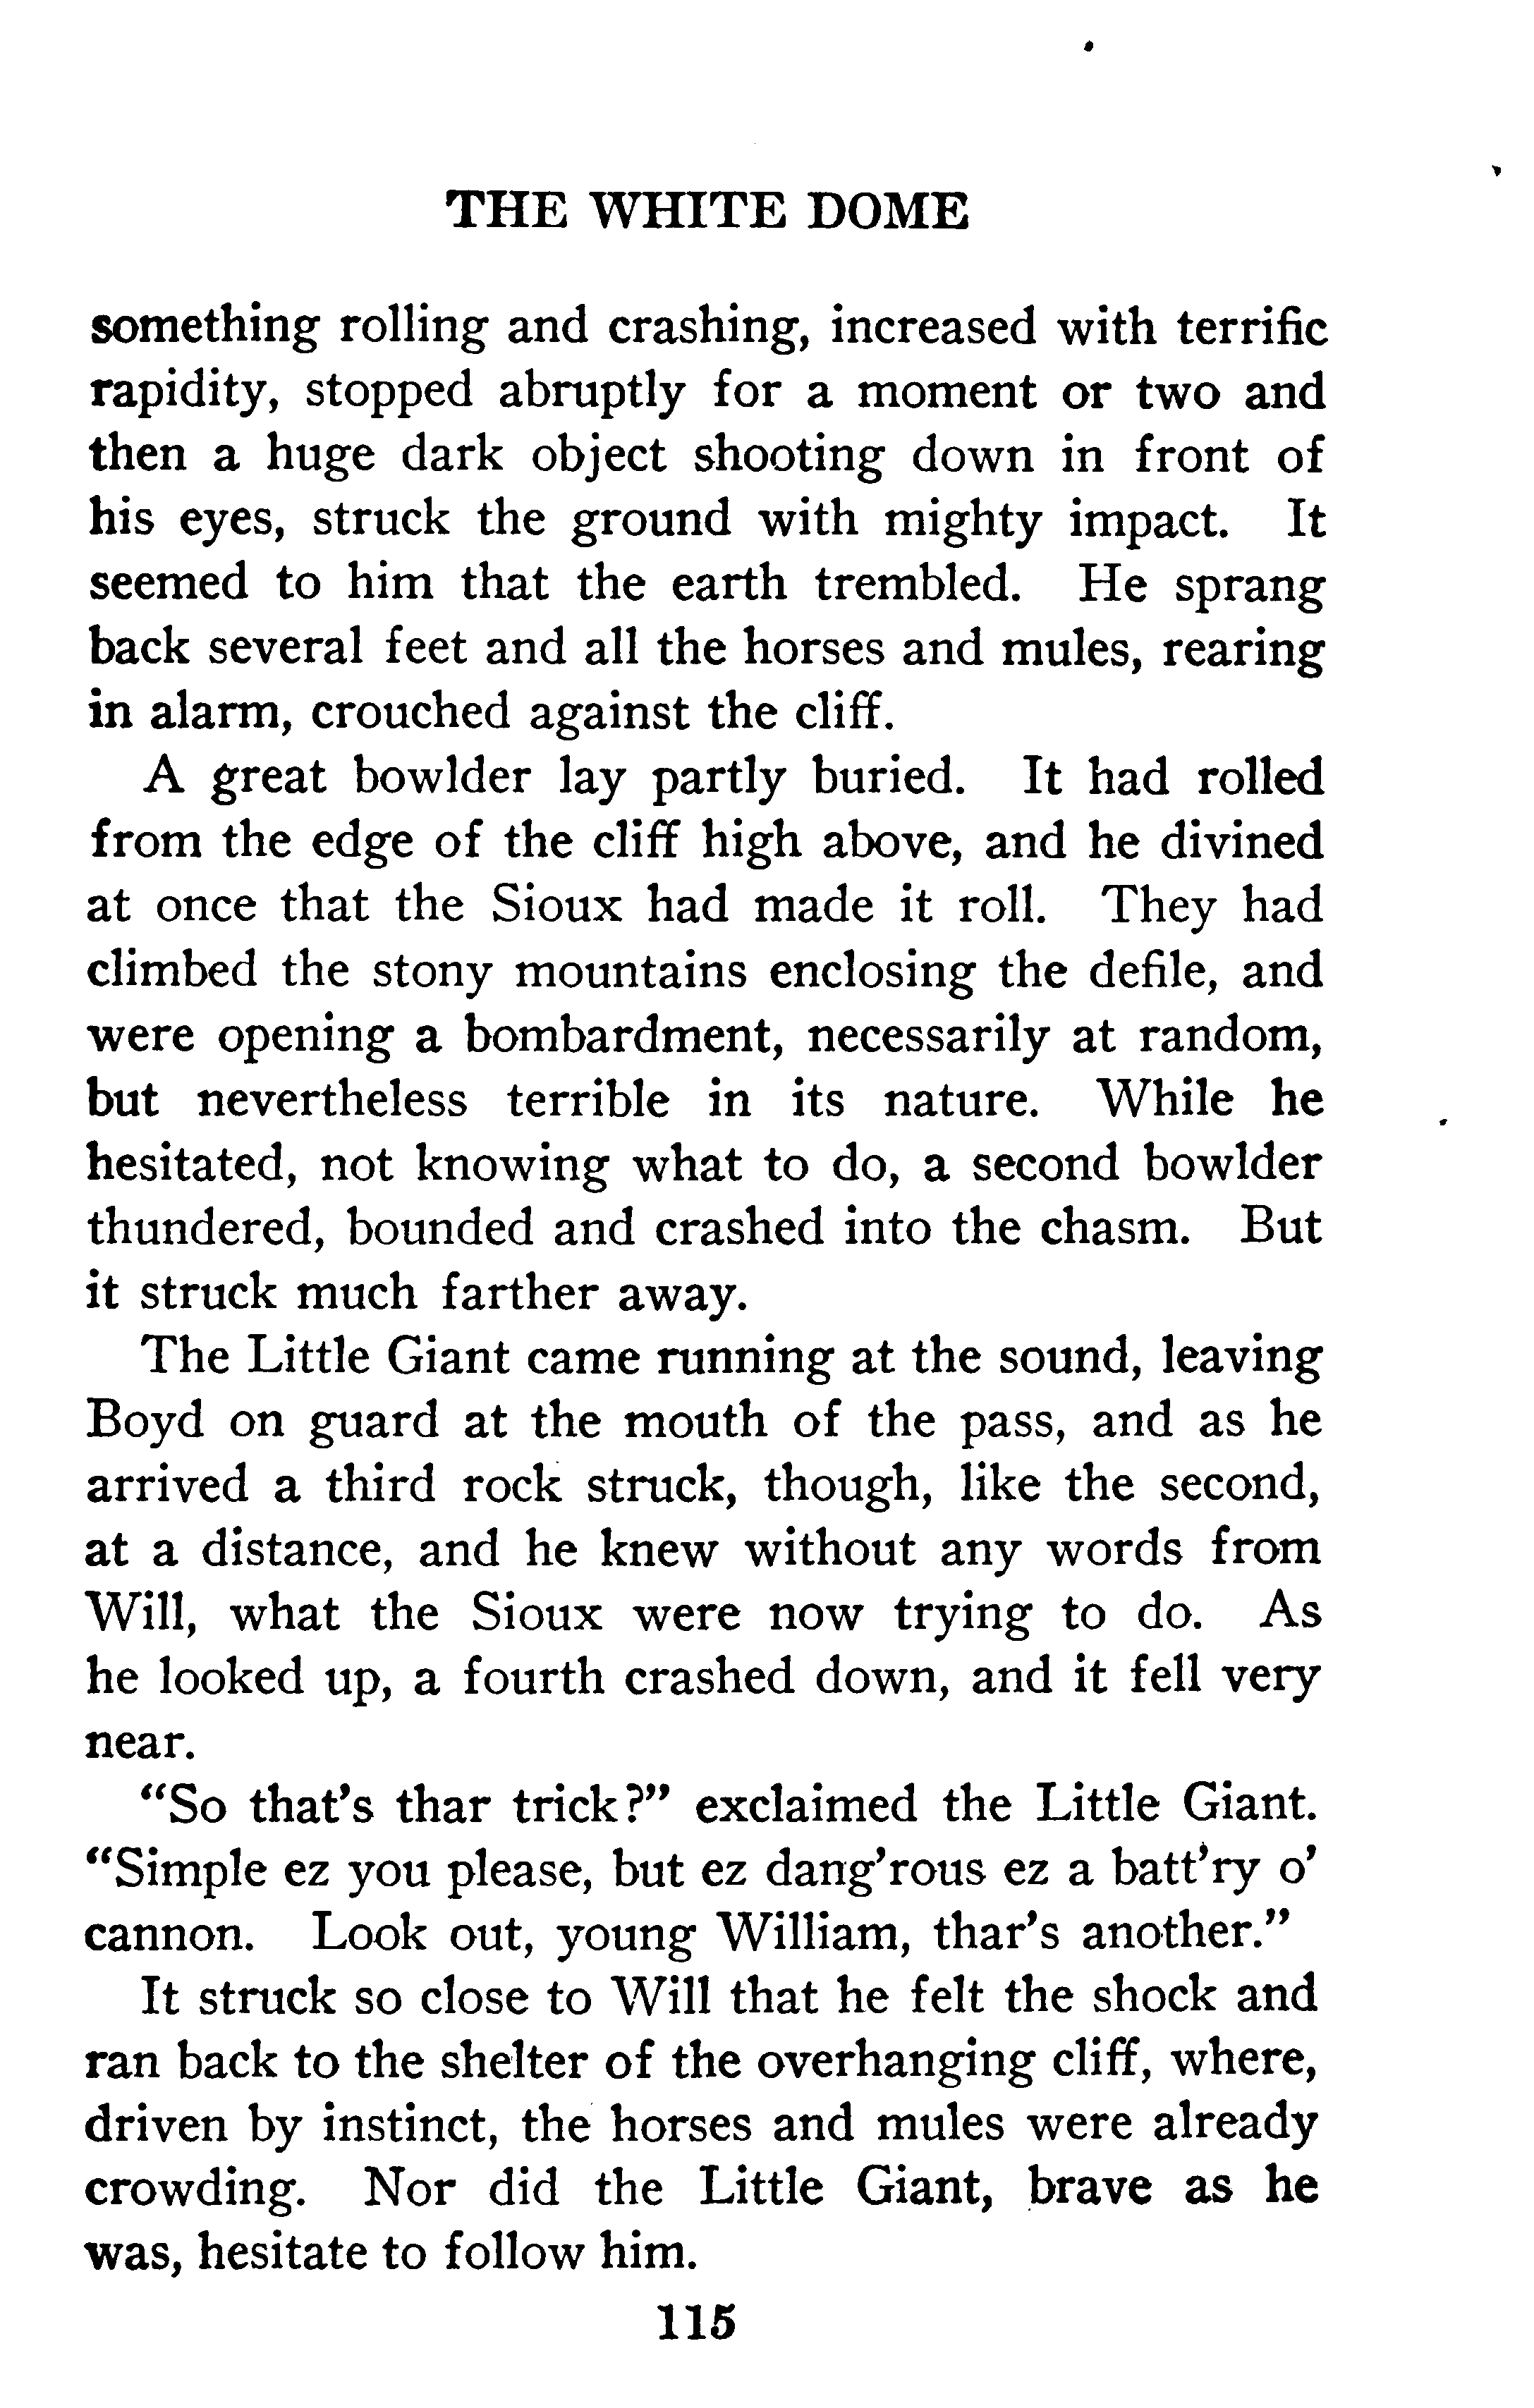 THE WHITE DOME
something rolling and crashing, increased with terrific
rapidity, stopped abruptly for a moment or two and
then a huge dark object shooting down in front of
his eyes, struck the ground with mighty impact. It
seemed to him that the earth trembled. He sprang
back several feet and all the horses and mules, rearing
in alarm, crouched against the cliff.
A great bowlder lay partly buried. It had rolled
from the edge of the cliff high above, and he divined
at once that the Sioux had made it roll. They had
climbed the stony mountains enclosing the defile, and
were opening a bombardment, necessarily at random,
but nevertheless terrible in its nature. While he
hesitated, not knowing what to do, a second bowlder
thundered, bounded and crashed into the chasm. But
it struck much farther away.
The Little Giant came running at the sound, leaving
Boyd on guard at the mouth of the pass, and as he
arrived a third rock struck, though, like the second,
at a distance, and he knew without any words from
Will, what the Sioux were now trying to do. As
he looked up, a fourth crashed down, and it fell very
near.
“So that’s thar trick?” exclaimed the Little Giant.
“Simple ez you please, but ez dang’rous ez a batt’ry o’
cannon. Look out, young William, thar’s another.”
It struck so close to Will that he felt the shock and
ran back to the shelter of the overhanging cliff, where,
driven by instinct, the horses and mules were already
crowding. Nor did the Little Giant, brave as he
was, hesitate to follow him.
115